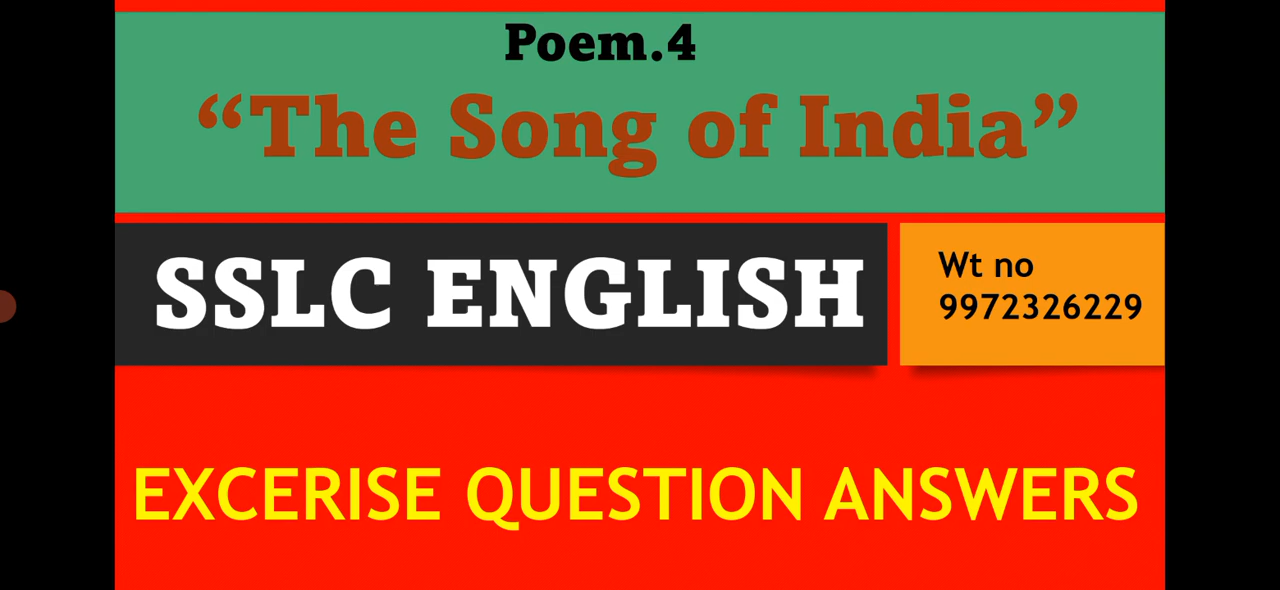 Poem.4
“The Song of India”
SSLC ENGLISH
Wt no
9972326229
EXCERISE QUESTION ANSWERS